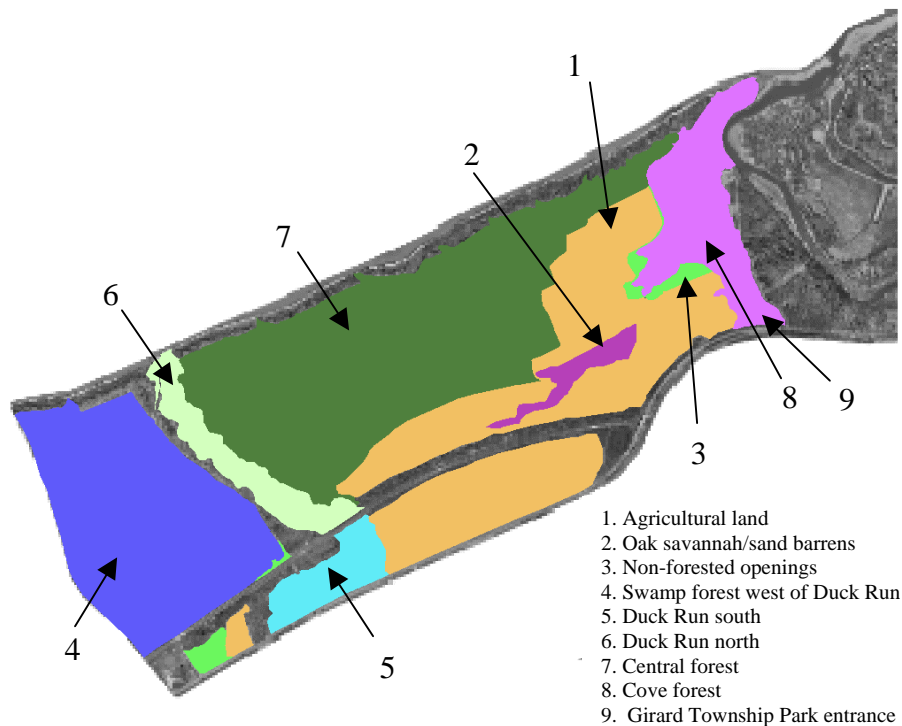 1
2
7
6
8
9
3
4
5
1. Agricultural land
2. Oak savannah/sand barrens
3. Non-forested openings
4. Swamp forest west of Duck Run
5. Duck Run south
6. Duck Run north
7. Central forest
8. Cove forest
9. Girard Township Park entrance